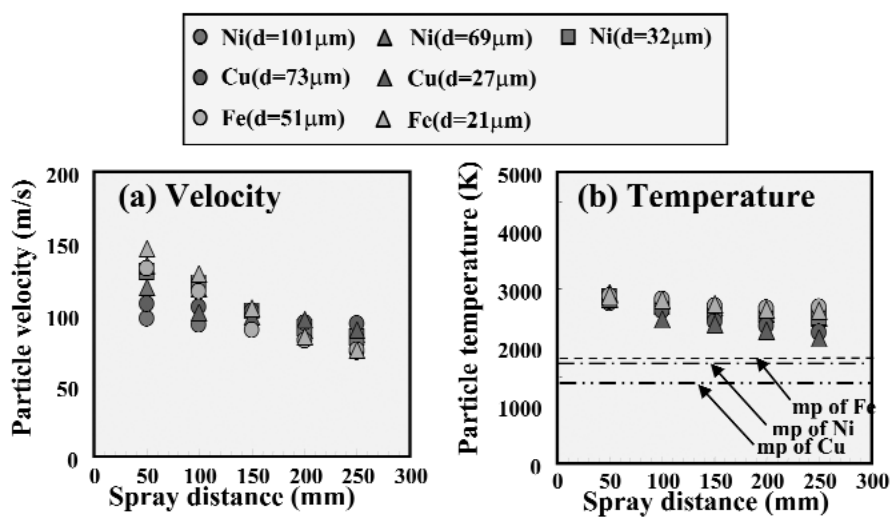 Ni(d=101μm) Ni(d=69μm) Ni(d=32μm)
Cu(d=73μm) Cu(d=27μm)
Fe(d=51μm) Fe(d=21μm)
(a) Velocity
Particle velocity (m/s)
200
150
100
50
0
0 50 100 150 200 250 300
Spray distance (mm)
(b) Temperature
Particle temperature (K)
5000
4000
3000
2000
1000
0
mp of Fe
mp of Ni
mp of Cu
0 50 100 150 200 250 300
Spray distance (mm)